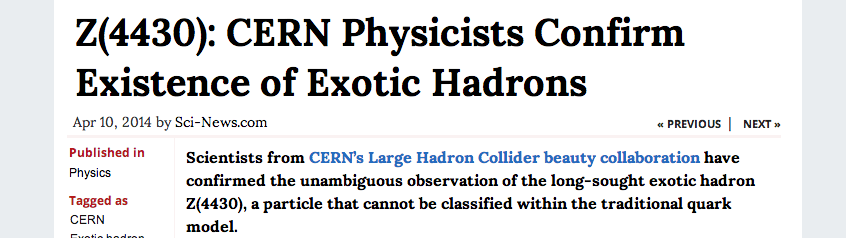 Z(4430): CERN Physicists Confirm
Existence of Exotic Hadrons
Apr 10, 2014 by Sci-News.com
« PREVIOUS | NEXT »
Published in
Physics
Tagged as
CERN
Exotic hadron
Scientists from CERN's Large Hadron Collider beauty collaboration have
confirmed the unambiguous observation of the long-sought exotic hadron
Z(4430), a particle that cannot be classified within the traditional quark
model.